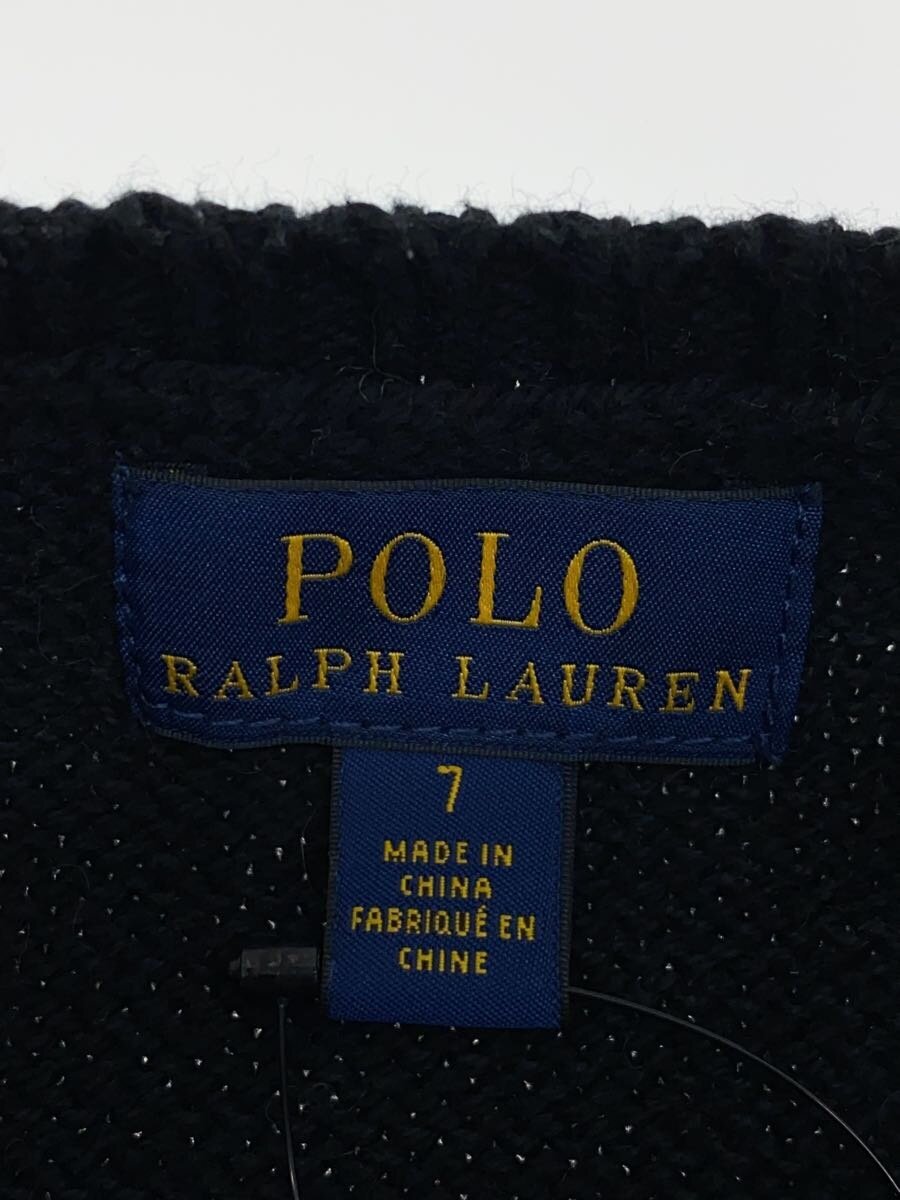 POLO
RALPH LAUREN
7
MADE IN
CHINA
FABRIQUÉ EN
CHINE